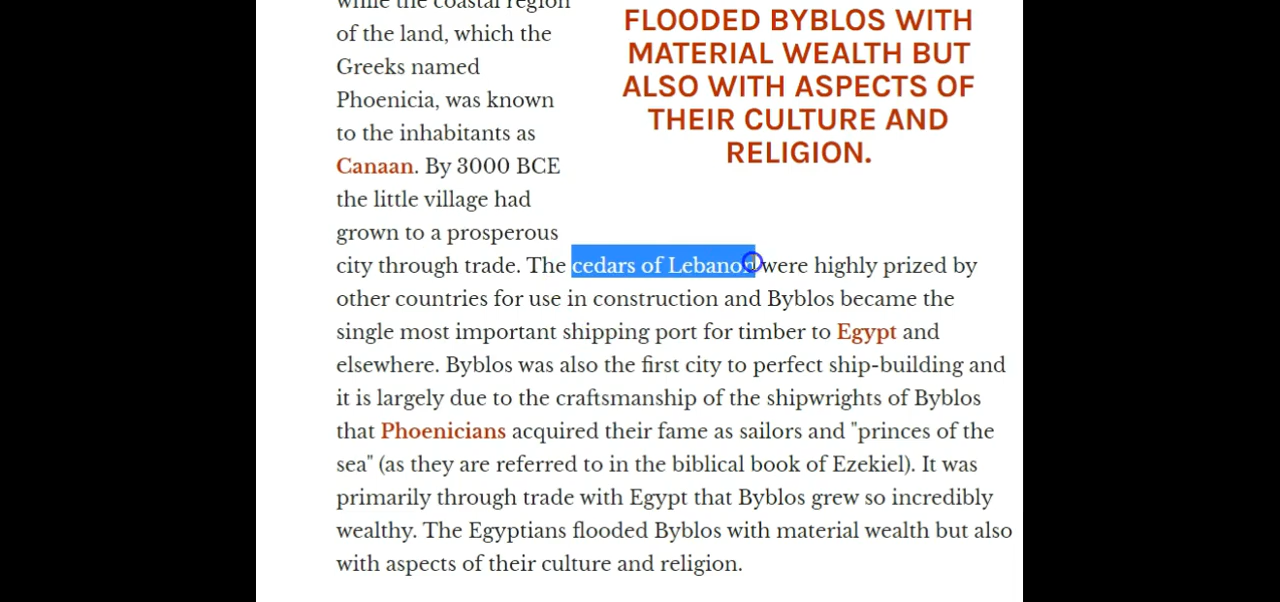 while the coastal region
of the land, which the
Greeks named
Phoenicia, was known
to the inhabitants as
Canaan. By 3000 BCE
the little village had
grown to a prosperous
FLOODED BYBLOS WITH
MATERIAL WEALTH BUT
ALSO WITH ASPECTS OF
THEIR CULTURE AND
RELIGION.
city through trade. The cedars of Lebanon were highly prized by
other countries for use in construction and Byblos became the
single most important shipping port for timber to Egypt and
elsewhere. Byblos was also the first city to perfect ship-building and
it is largely due to the craftsmanship of the shipwrights of Byblos
that Phoenicians acquired their fame as sailors and "princes of the
sea" (as they are referred to in the biblical book of Ezekiel). It was
primarily through trade with Egypt that Byblos grew so incredibly
wealthy. The Egyptians flooded Byblos with material wealth but also
with aspects of their culture and religion.